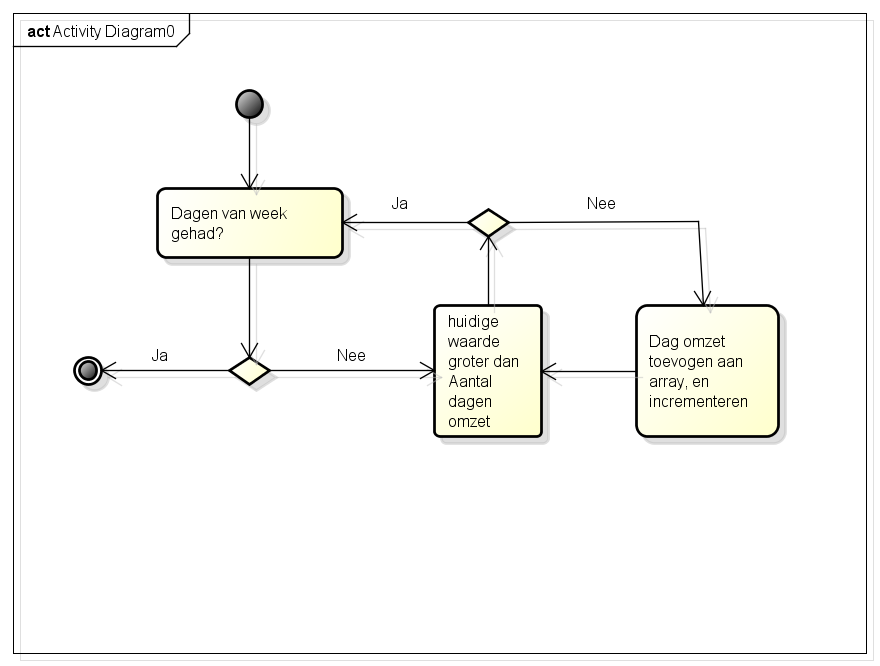 act Activity Diagram0
Dagen van week
gehad?
Ja
Nee
Ja
Nee
huidige
waarde
groter dan
Aantal
dagen
omzet
Dag omzet
toevogen aan
array, en
incrementeren